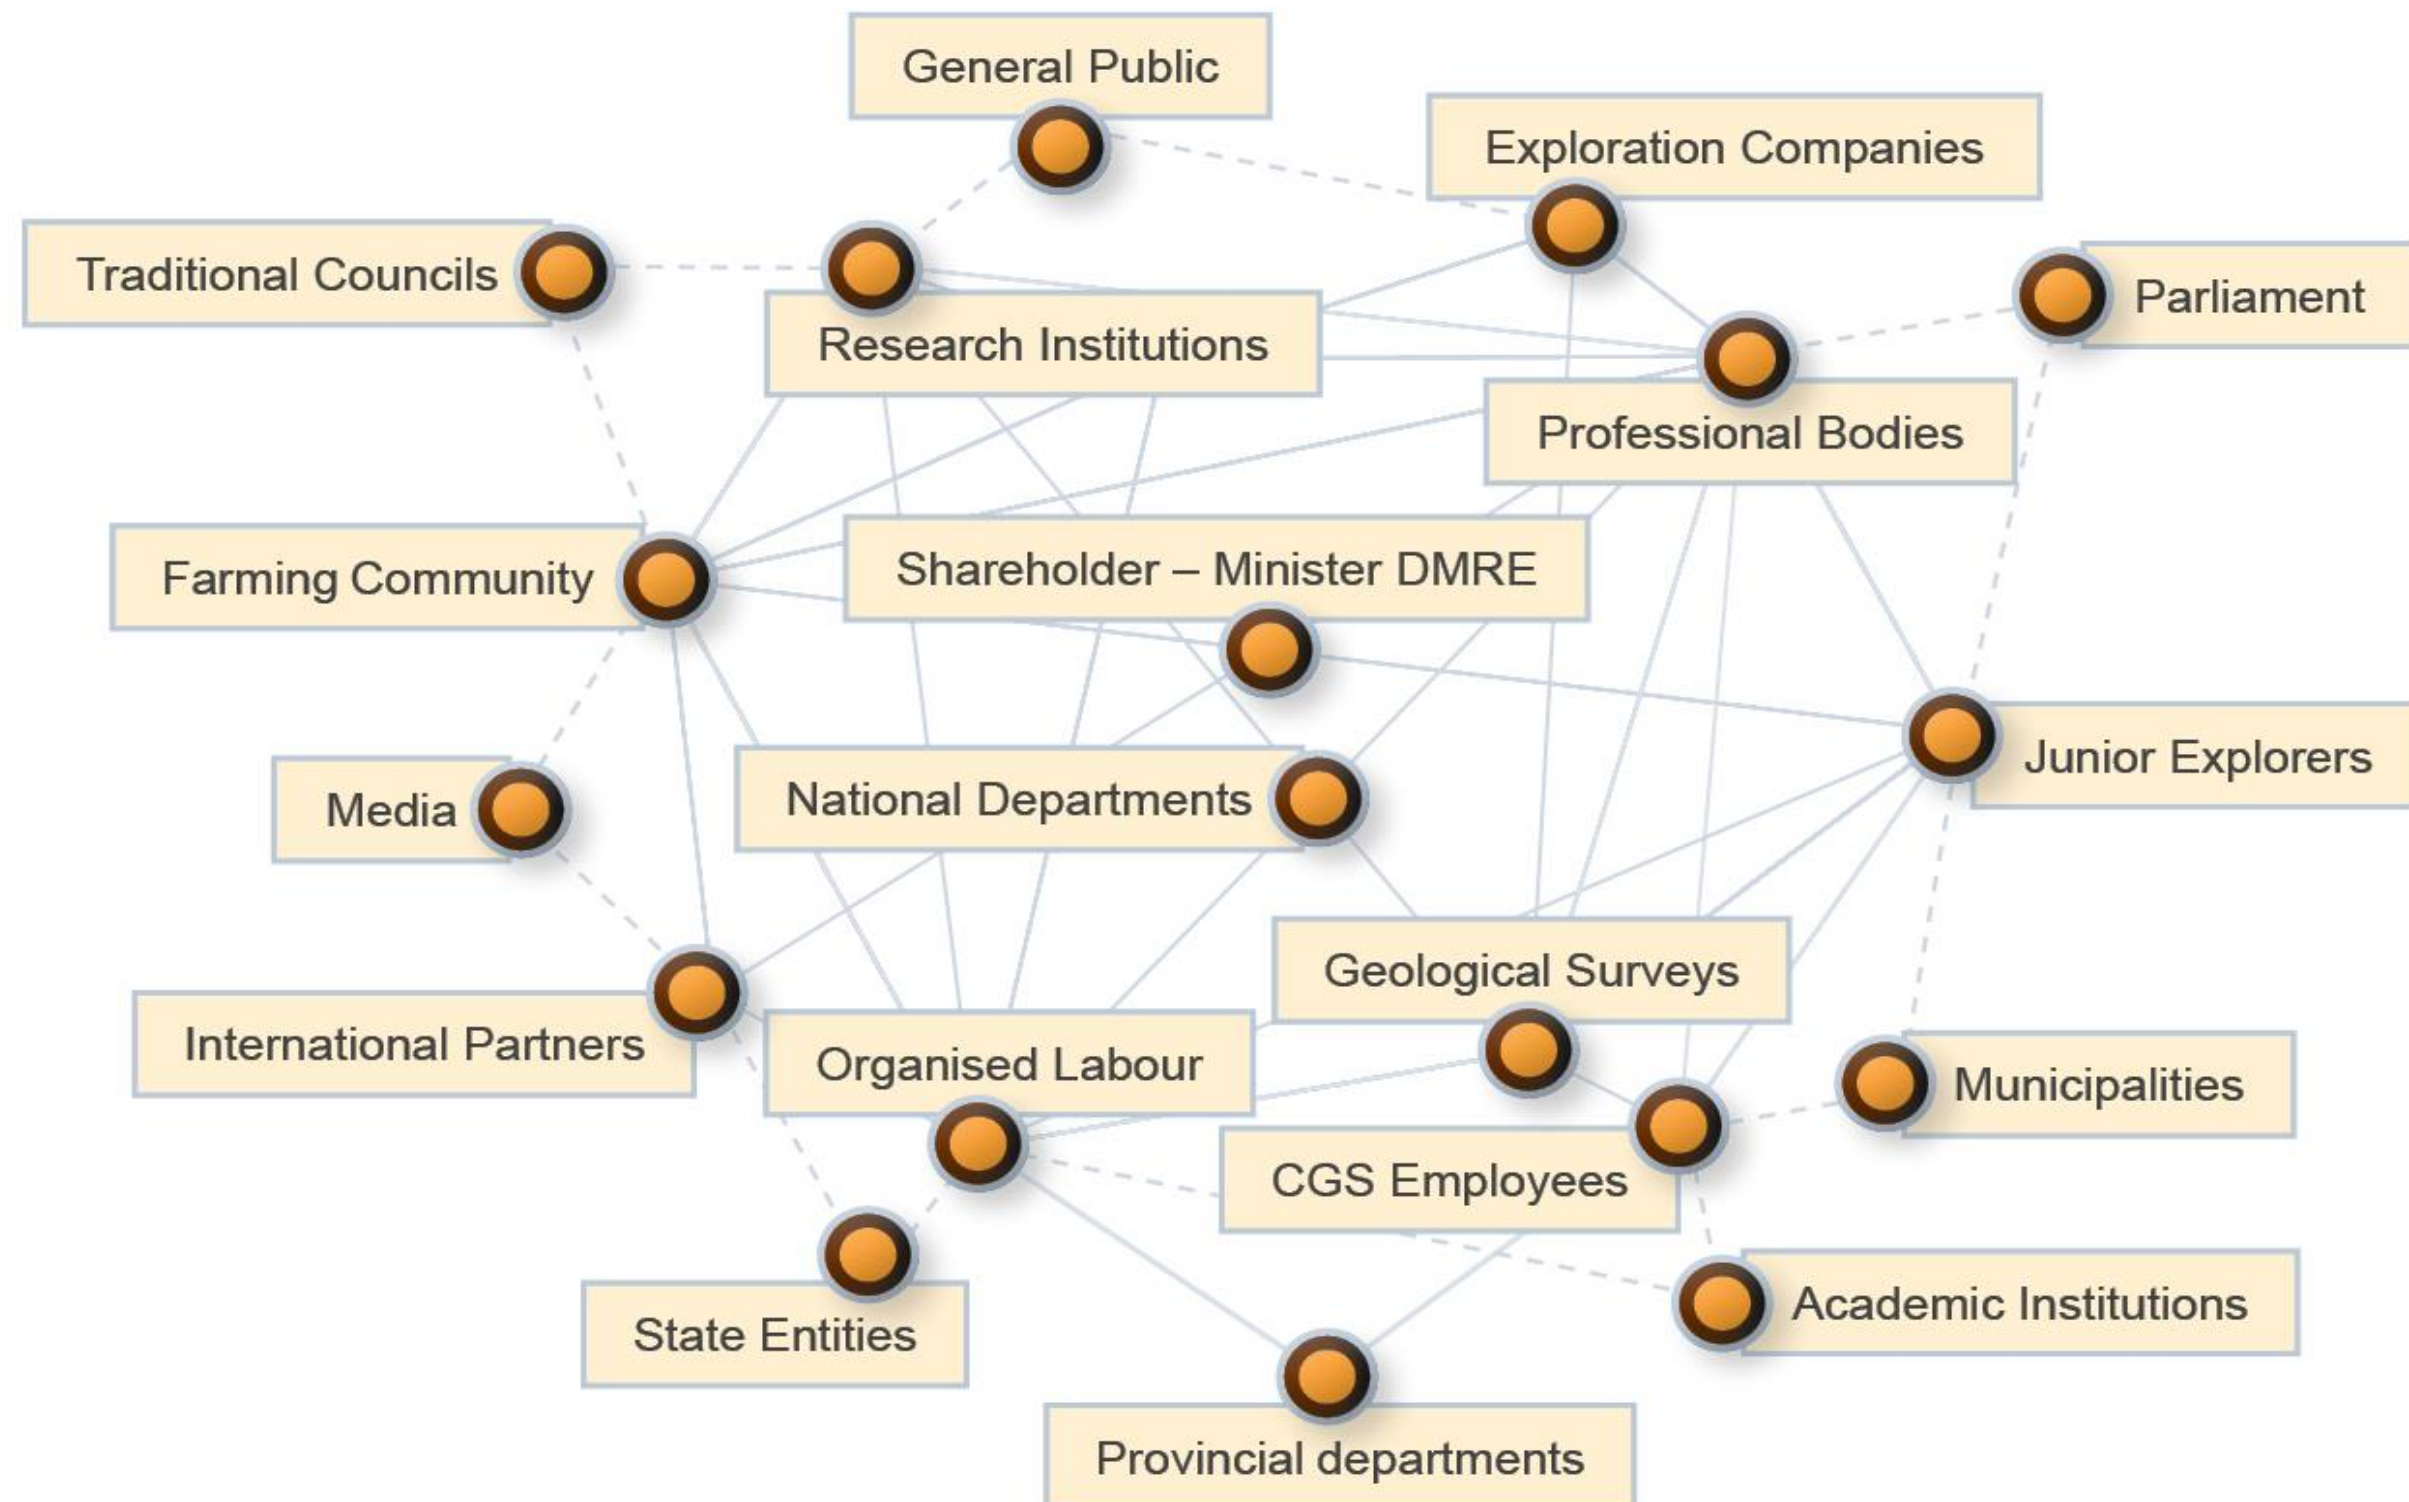 General Public
Exploration Companies
Traditional Councils
Parliament
Research Institutions
Professional Bodies
Shareholder – Minister DMRE
Farming Community
Junior Explorers
National Departments
Media
Geological Surveys
International Partners
Organised Labour
Municipalities
CGS Employees
Academic Institutions
State Entities
Provincial departments